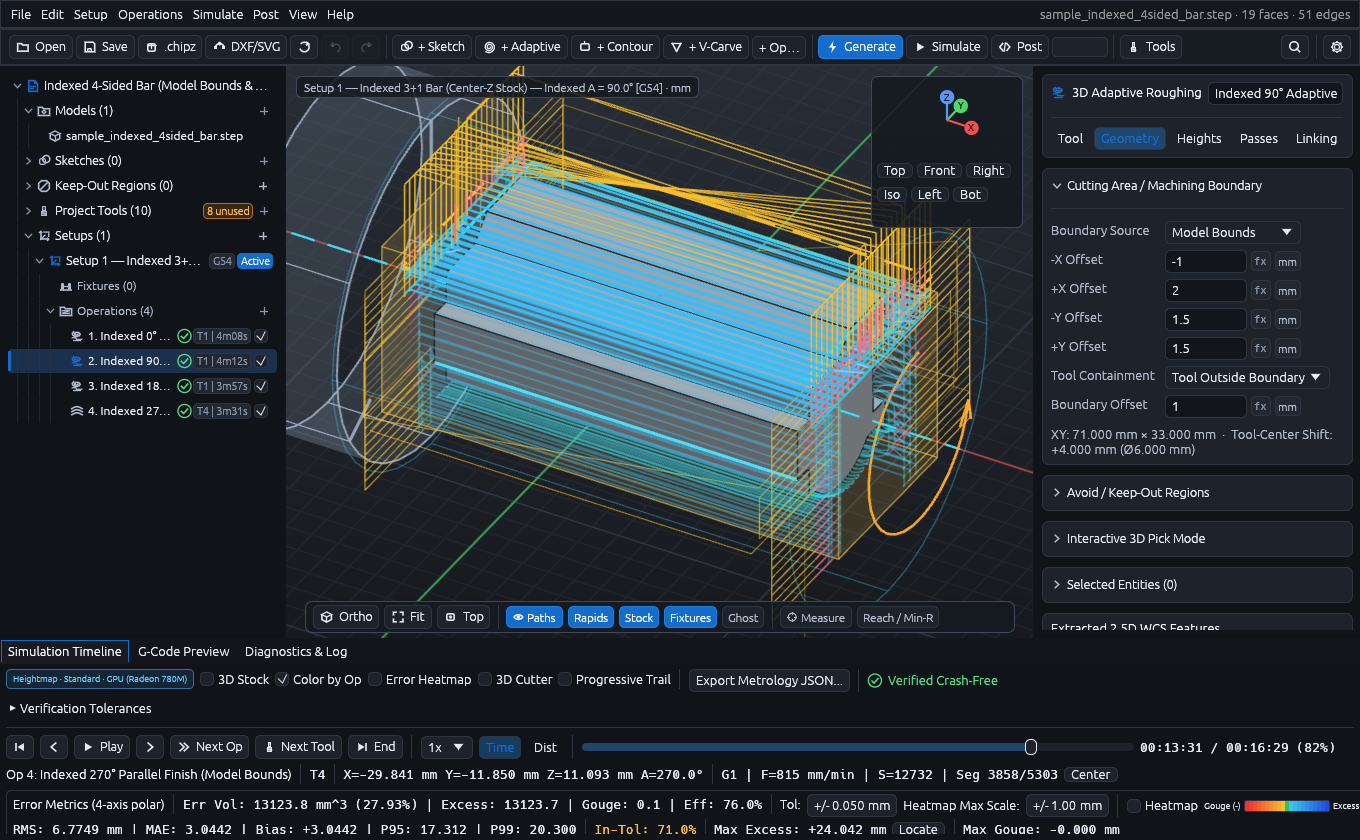 File Edit Setup Operations Simulate Post View Help
sample_indexed_4sided_bar.step · 19 faces · 51 edges
Open Save .chipz DXF/SVG + Sketch + Adaptive + Contour + V-Carve + Op... Generate Simulate Post Tools
Indexed 4-Sided Bar (Model Bounds & ...
Models (1)
sample_indexed_4sided_bar.step
Sketches (0)
Keep-Out Regions (0)
Project Tools (10) 8 unused
Setups (1)
Setup 1 — Indexed 3+... G54 Active
Fixtures (0)
Operations (4)
1. Indexed 0° ... T1 | 4m08s
2. Indexed 90... T1 | 4m12s
3. Indexed 18... T1 | 3m57s
4. Indexed 27... T4 | 3m31s
Setup 1 — Indexed 3+1 Bar (Center-Z Stock) — Indexed A = 90.0° [G54] · mm
Z
Y
X
Top Front Right
Iso Left Bot
Ortho Fit Top Paths Rapids Stock Fixtures Ghost Measure Reach / Min-R
3D Adaptive Roughing Indexed 90° Adaptive
Tool Geometry Heights Passes Linking
Cutting Area / Machining Boundary
Boundary Source Model Bounds
-X Offset -1 fx mm
+X Offset 2 fx mm
-Y Offset 1.5 fx mm
+Y Offset 1.5 fx mm
Tool Containment Tool Outside Boundary
Boundary Offset 1 fx mm
XY: 71.000 mm × 33.000 mm · Tool-Center Shift:
+4.000 mm (Ø6.000 mm)
Avoid / Keep-Out Regions
Interactive 3D Pick Mode
Selected Entities (0)
Extracted 2.5D WCS Features
Simulation Timeline G-Code Preview Diagnostics & Log
Heightmap · Standard · GPU (Radeon 780M) 3D Stock Color by Op Error Heatmap 3D Cutter Progressive Trail Export Metrology JSON... Verified Crash-Free
Verification Tolerances
Play Next Op Next Tool End 1x Time Dist 00:13:31 / 00:16:29 (82%)
Op 4: Indexed 270° Parallel Finish (Model Bounds) T4 X=-29.841 mm Y=-11.850 mm Z=11.093 mm A=270.0° G1 | F=815 mm/min | S=12732 | Seg 3858/5303 Center
Error Metrics (4-axis polar) Err Vol: 13123.8 mm^3 (27.93%) | Excess: 13123.7 | Gouge: 0.1 | Eff: 76.0% Tol: +/-0.050 mm Heatmap Max Scale: +/-1.00 mm Heatmap Gouge (-) Excess
RMS: 6.7749 mm | MAE: 3.0442 | Bias: +3.0442 | P95: 17.312 | P99: 20.300 In-Tol: 71.0% Max Excess: +24.042 mm Locate Max Gouge: -0.000 mm